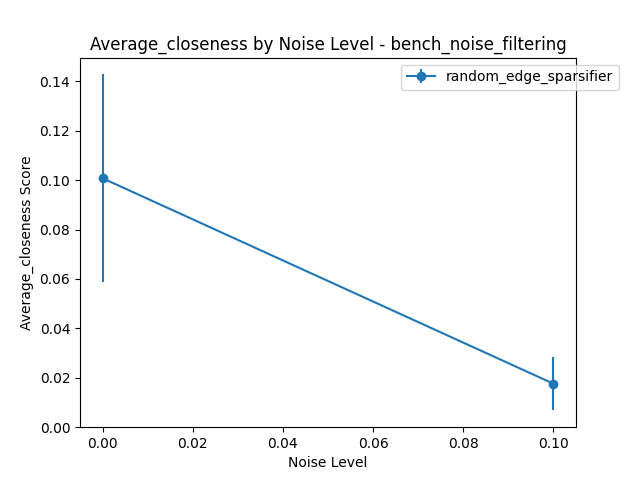 Average_closeness by Noise Level - bench_noise_filtering
random_edge_sparsifier
Average_closeness Score
0.14
0.12
0.10
0.08
0.06
0.04
0.02
0.00
0.00 0.02 0.04 0.06 0.08 0.10
Noise Level